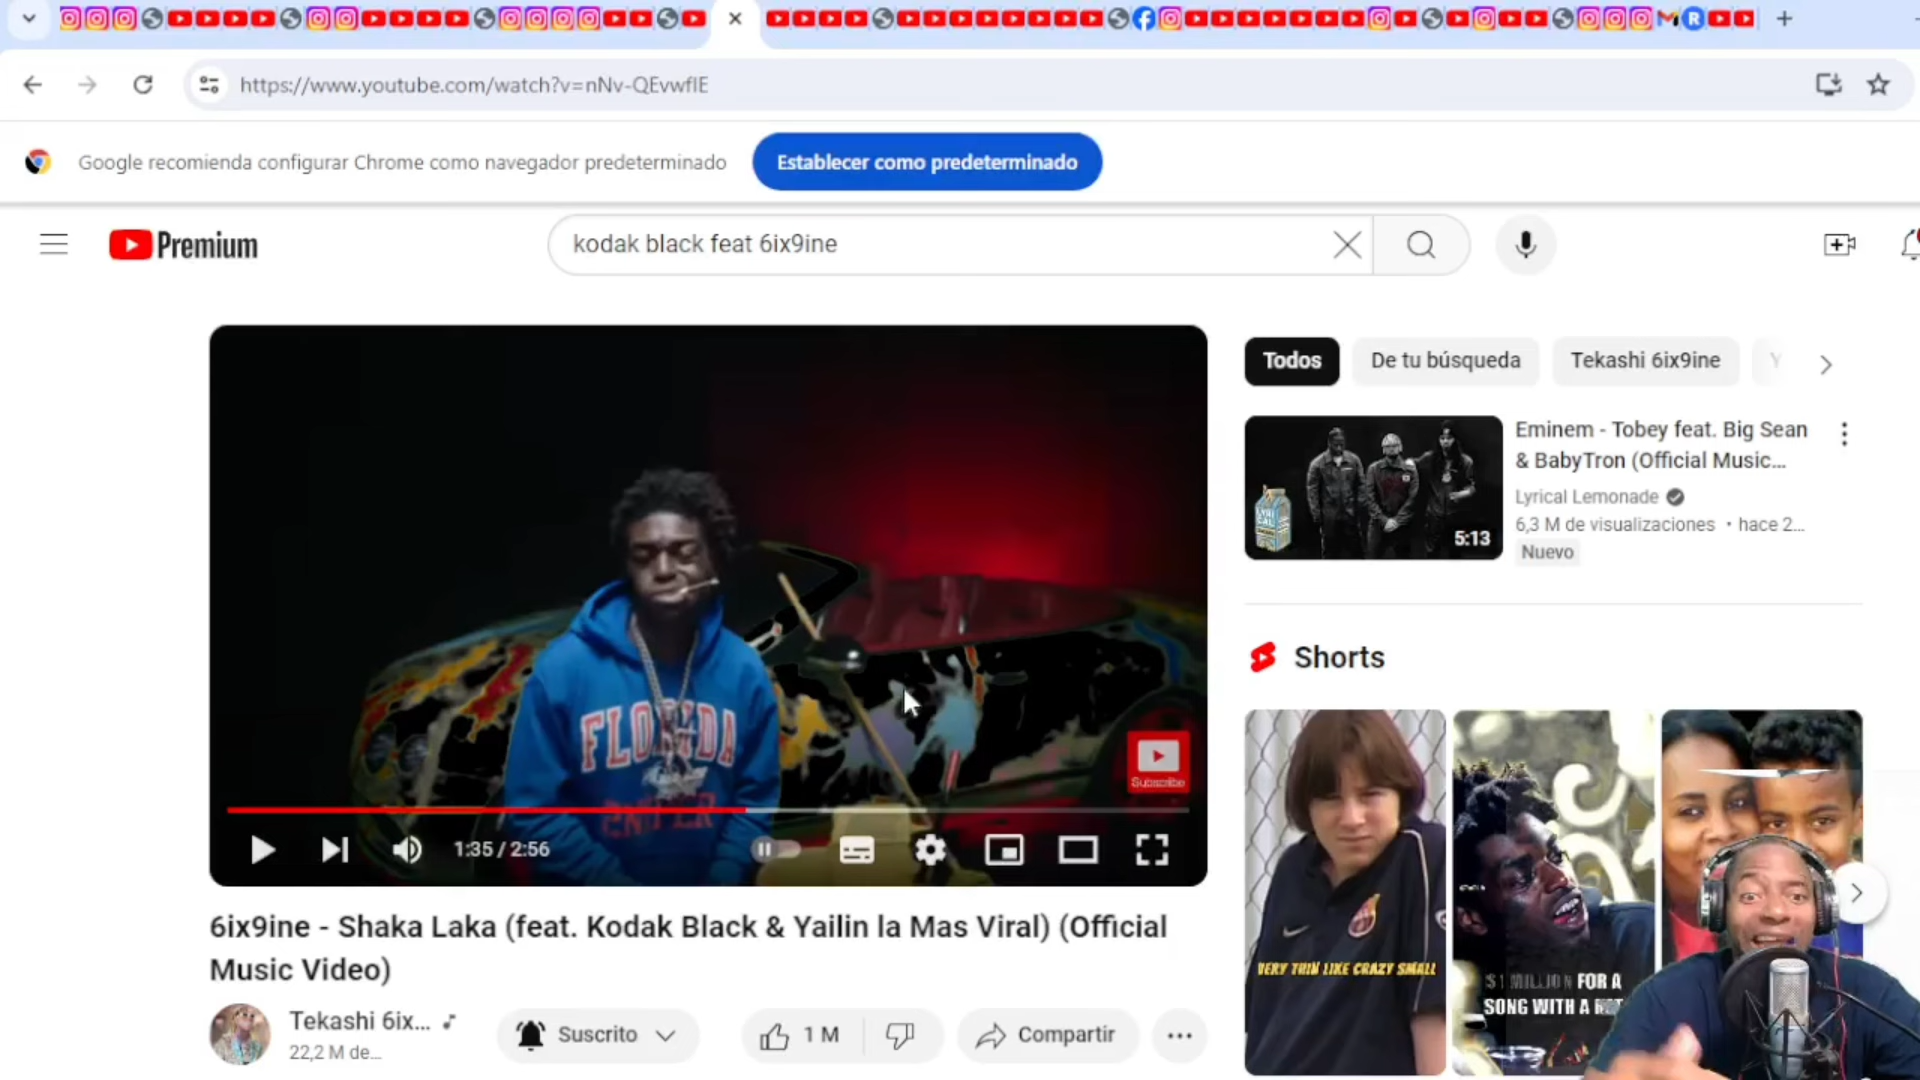 https://www.youtube.com/watch?v=nNv-QEvwfIE
Google recomienda configurar Chrome como navegador predeterminado
Establecer como predeterminado
Premium
kodak black feat 6ix9ine
Todos
De tu búsqueda
Tekashi 6ix9ine
Y
FLORIDA
Subscribe
1:35 / 2:56
5:13
Eminem - Tobey feat. Big Sean
& BabyTron (Official Music...
Lyrical Lemonade
6,3 M de visualizaciones • hace 2...
Nuevo
Shorts
VERY THIN LIKE CRAZY SMALL
$1 MILLION FOR A
SONG WITH A
6ix9ine - Shaka Laka (feat. Kodak Black & Yailin la Mas Viral) (Official
Music Video)
Tekashi 6ix...
22,2 M de...
Suscrito
1 M
Compartir